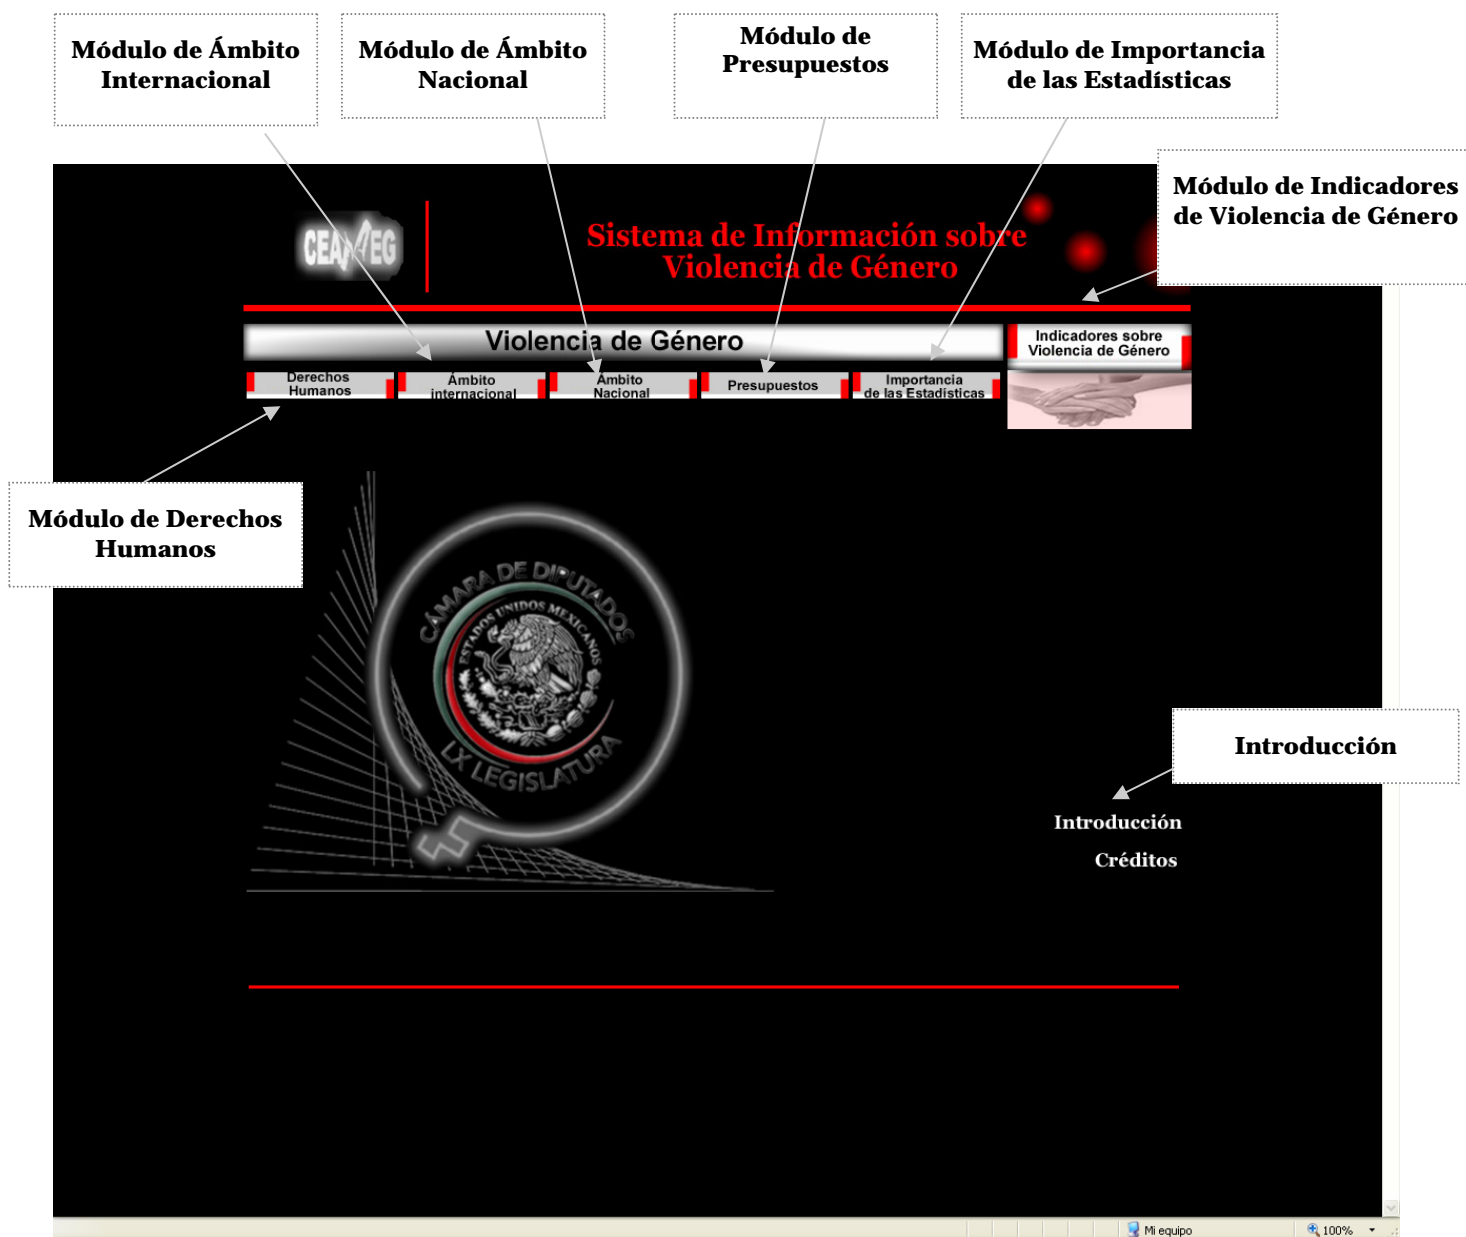 Módulo de Ámbito
Internacional
Módulo de Ámbito
Nacional
Módulo de
Presupuestos
Módulo de Importancia
de las Estadísticas
Módulo de Indicadores
de Violencia de Género
CEAMEG
Sistema de Información sobre
Violencia de Género
Violencia de Género
Indicadores sobre
Violencia de Género
Derechos
Humanos
Ámbito
internacional
Ámbito
Nacional
Presupuestos
Importancia
de las Estadísticas
Módulo de Derechos
Humanos
CÁMARA DE DIPUTADOS
ESTADOS UNIDOS MEXICANOS
LX LEGISLATURA
Introducción
Introducción
Créditos
Mi equipo
100%